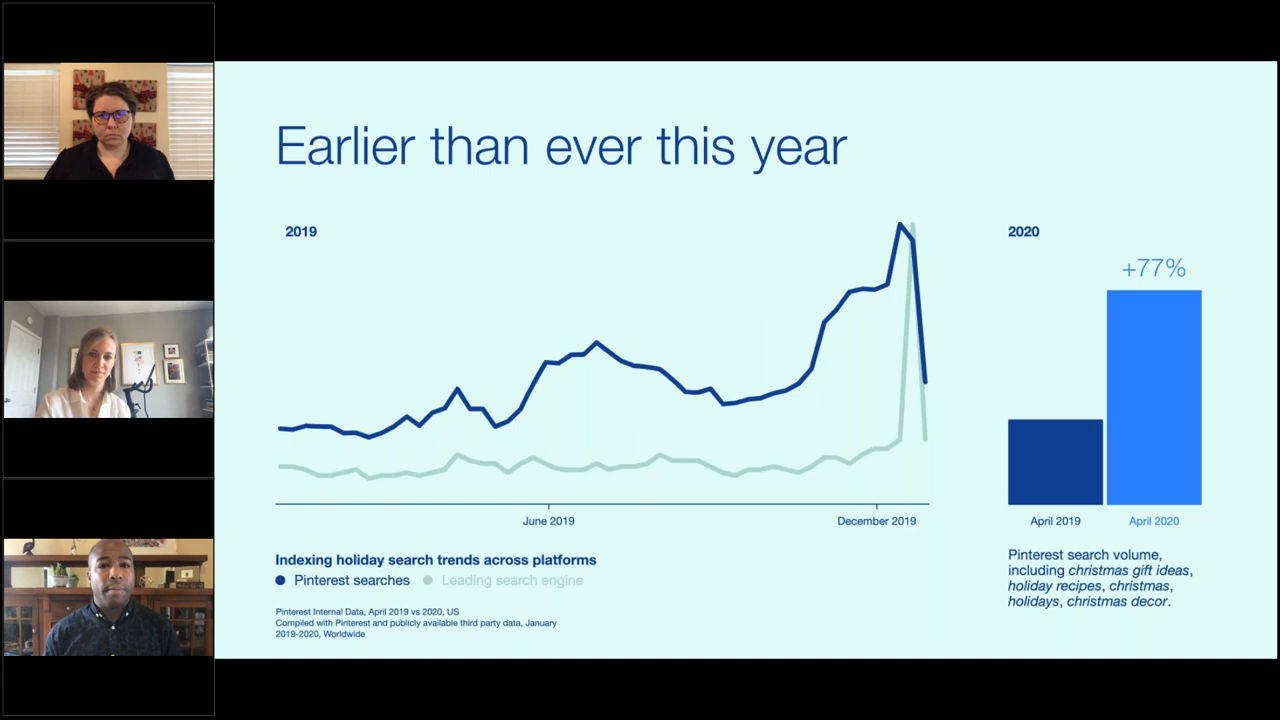 Earlier than ever this year
2019
June 2019
December 2019
Indexing holiday search trends across platforms
Pinterest searches
Leading search engine
Pinterest Internal Data, April 2019 vs 2020, US
Compiled with Pinterest and publicly available third party data, January
2019-2020, Worldwide
2020
+77%
April 2019
April 2020
Pinterest search volume,
including christmas gift ideas,
holiday recipes, christmas,
holidays, christmas decor.